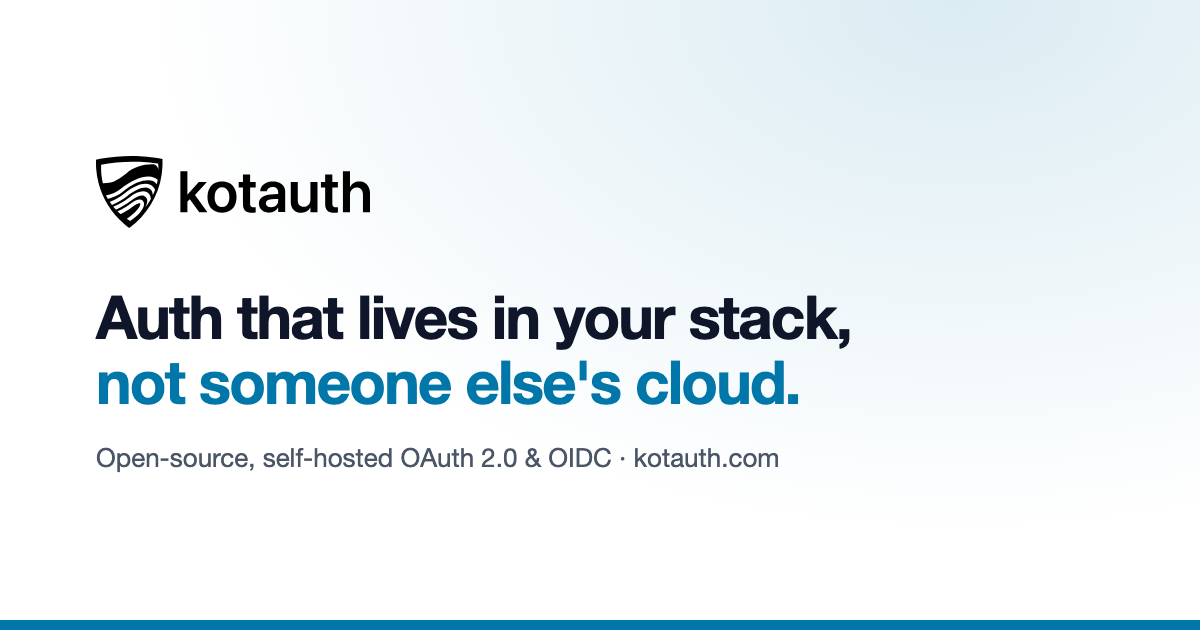 kotauth
Auth that lives in your stack,
not someone else's cloud.
Open-source, self-hosted OAuth 2.0 & OIDC · kotauth.com